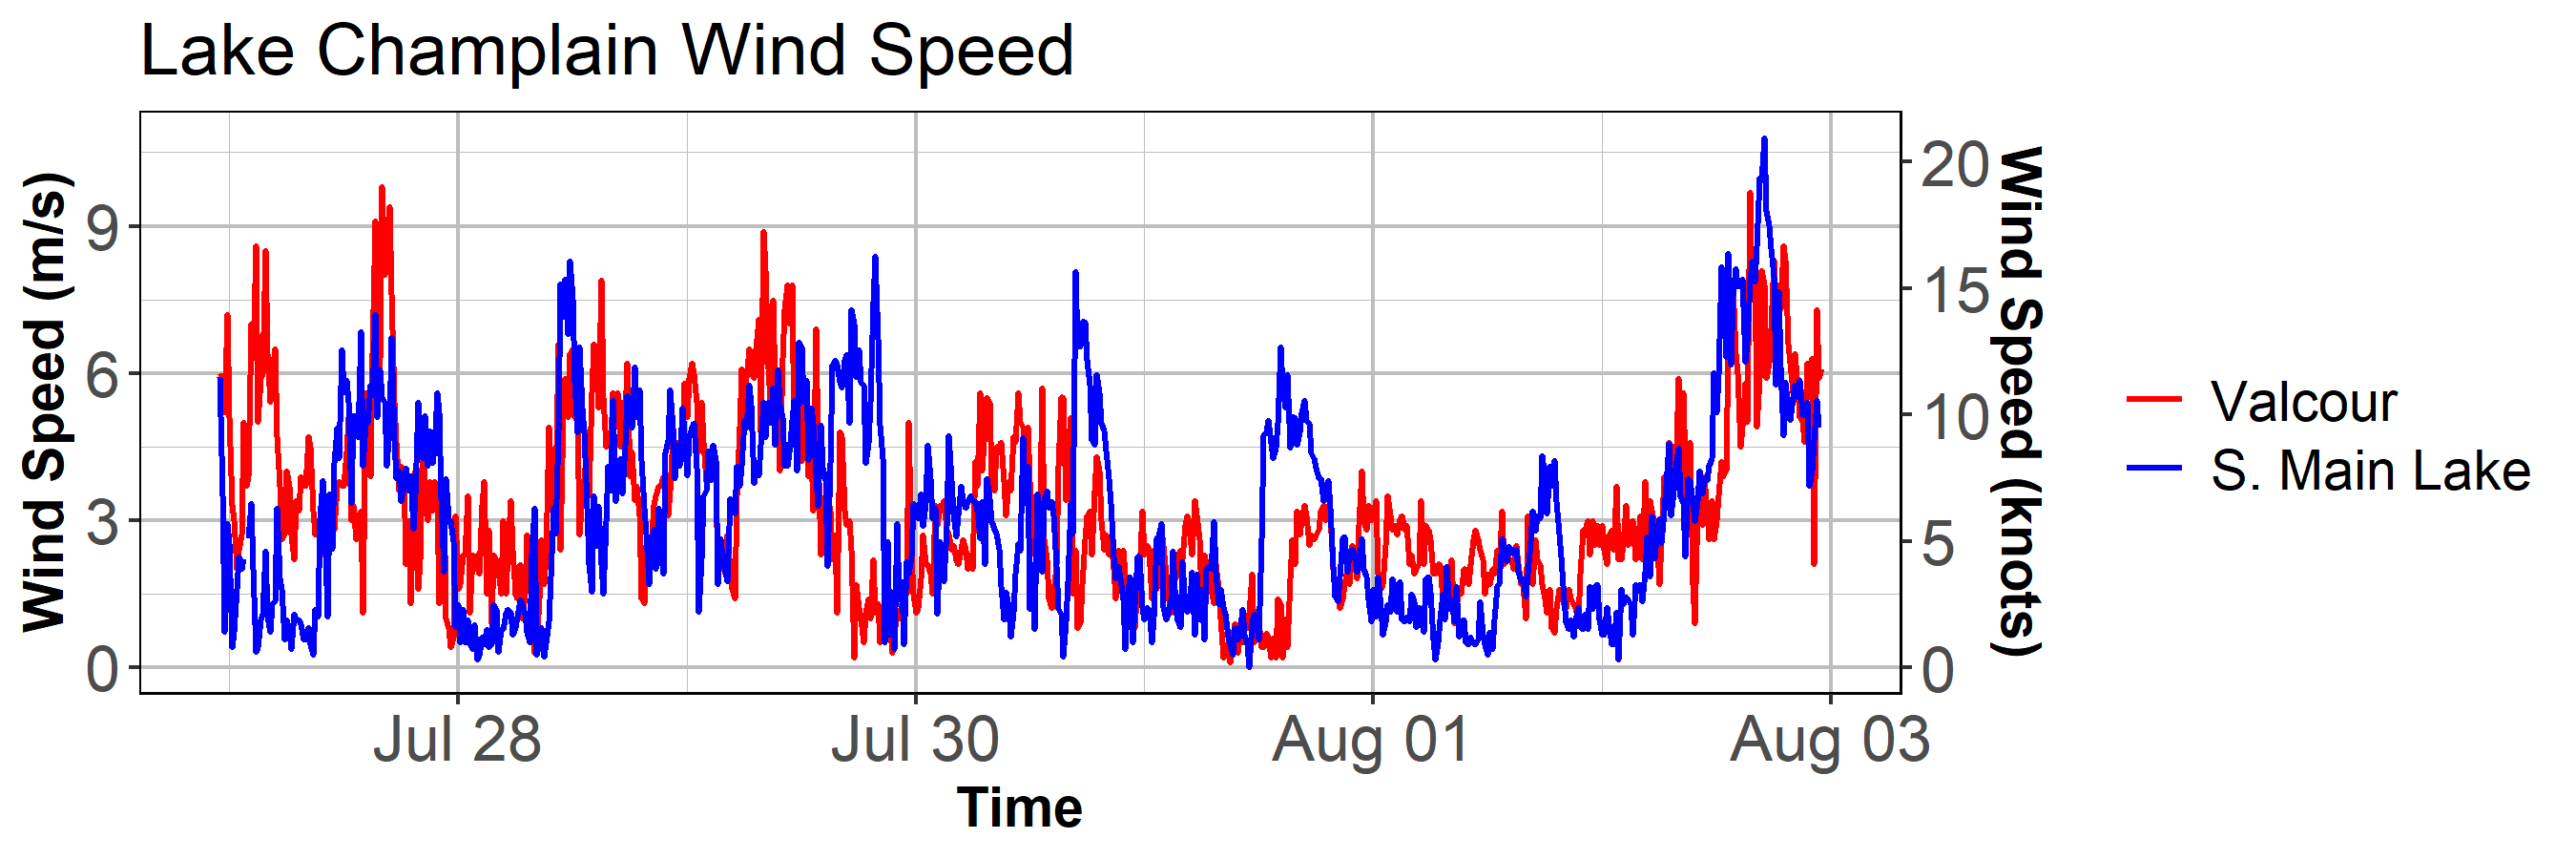 Lake Champlain Wind Speed
Wind Speed (m/s)
9
6
3
0
20
15
10
5
0
Wind Speed (knots)
Jul 28
Jul 30
Aug 01
Aug 03
Time
Valcour
S. Main Lake